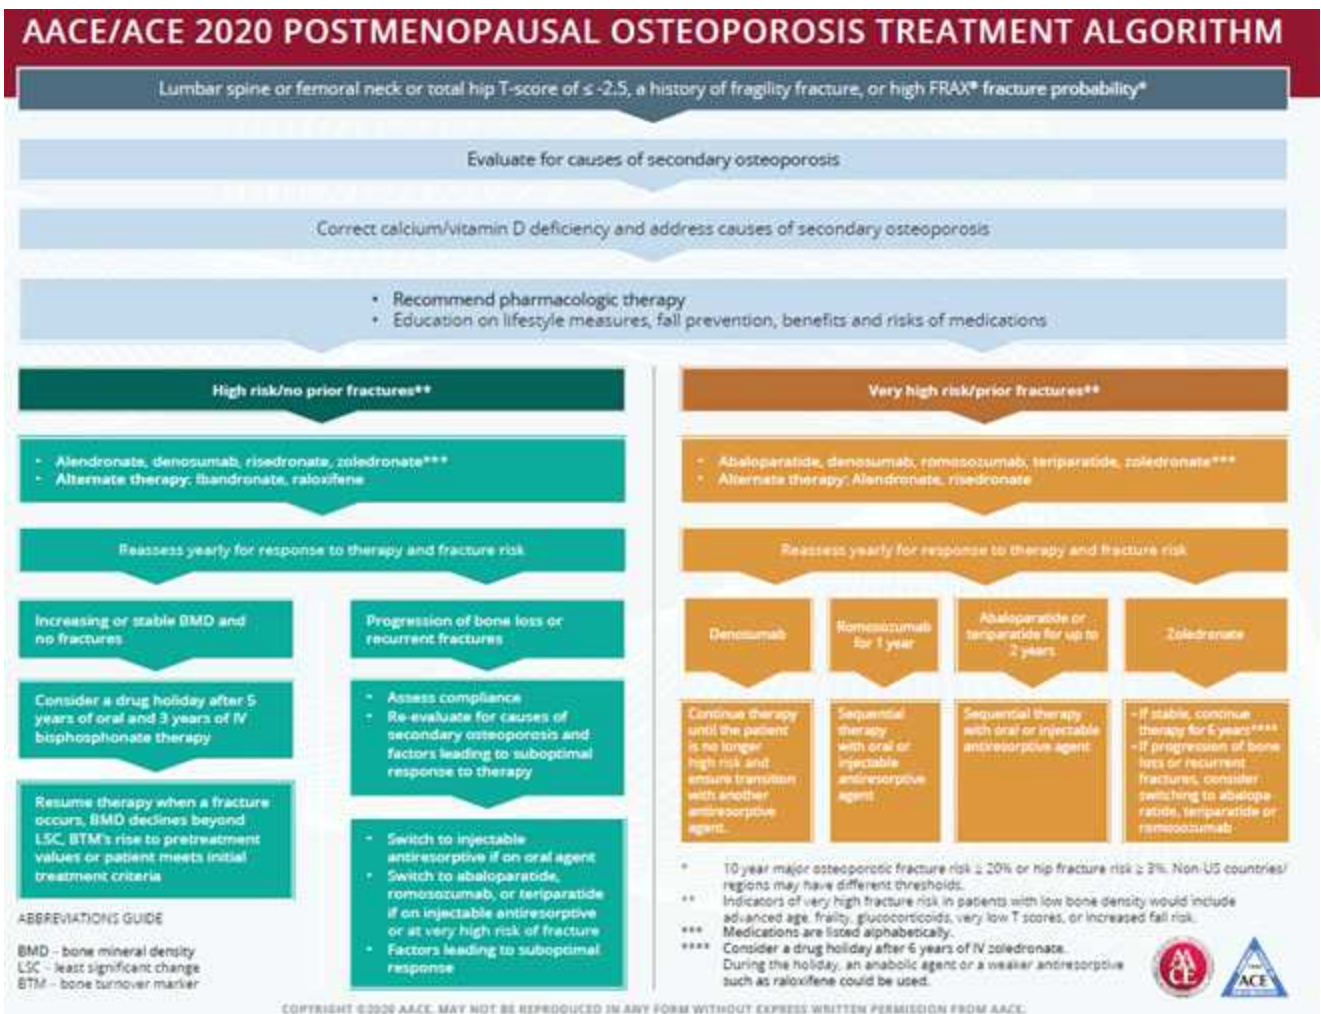 AACE/ACE 2020 POSTMENOPAUSAL OSTEOPOROSIS TREATMENT ALGORITHM
Lumbar spine or femoral neck or total hip T-score of ≤ -2.5, a history of fragility fracture, or high FRAX® fracture probability*
Evaluate for causes of secondary osteoporosis
Correct calcium/vitamin D deficiency and address causes of secondary osteoporosis
• Recommend pharmacologic therapy
• Education on lifestyle measures, fall prevention, benefits and risks of medications
High risk/no prior fractures**
• Alendronate, denosumab, risedronate, zoledronate***
• Alternate therapy: Ibandronate, raloxifene
Reassess yearly for response to therapy and fracture risk
Increasing or stable BMD and
no fractures
Consider a drug holiday after 5
years of oral and 3 years of IV
bisphosphonate therapy
Resume therapy when a fracture
occurs, BMD declines beyond
LSC, BTM's rise to pretreatment
values or patient meets initial
treatment criteria
Progression of bone loss or
recurrent fractures
• Assess compliance
• Re-evaluate for causes of
secondary osteoporosis and
factors leading to suboptimal
response to therapy
• Switch to injectable
antiresorptive if on oral agent
• Switch to abaloparatide,
romosozumab, or teriparatide
if on injectable antiresorptive
or at very high risk of fracture
• Factors leading to suboptimal
response
ABBREVIATIONS GUIDE
BMD – bone mineral density
LSC – least significant change
BTM – bone turnover marker
Very high risk/prior fractures**
• Abaloparatide, denosumab, romosozumab, teriparatide, zoledronate***
• Alternate therapy: Alendronate, risedronate
Reassess yearly for response to therapy and fracture risk
Denosumab
Continue therapy
until the patient
is no longer
high risk and
ensure transition
with another
antiresorptive
agent.
Romosozumab
for 1 year
Sequential
therapy
with oral or
injectable
antiresorptive
agent
Abaloparatide or
teriparatide for up to
2 years
Sequential therapy
with oral or injectable
antiresorptive agent
Zoledronate
–If stable, continue
therapy for 6 years****
–If progression of bone
loss or recurrent
fractures, consider
switching to abalopa-
ratide, teriparatide or
romosozumab
* 10 year major osteoporotic fracture risk ≥ 20% or hip fracture risk ≥ 3%. Non-US countries/
regions may have different thresholds.
** Indicators of very high fracture risk in patients with low bone density would include
advanced age, frailty, glucocorticoids, very low T scores, or increased fall risk.
*** Medications are listed alphabetically.
**** Consider a drug holiday after 6 years of IV zoledronate.
During the holiday, an anabolic agent or a weaker antiresorptive
such as raloxifene could be used.
AACE
ACE
COPYRIGHT ©2020 AACE. MAY NOT BE REPRODUCED IN ANY FORM WITHOUT EXPRESS WRITTEN PERMISSION FROM AACE.